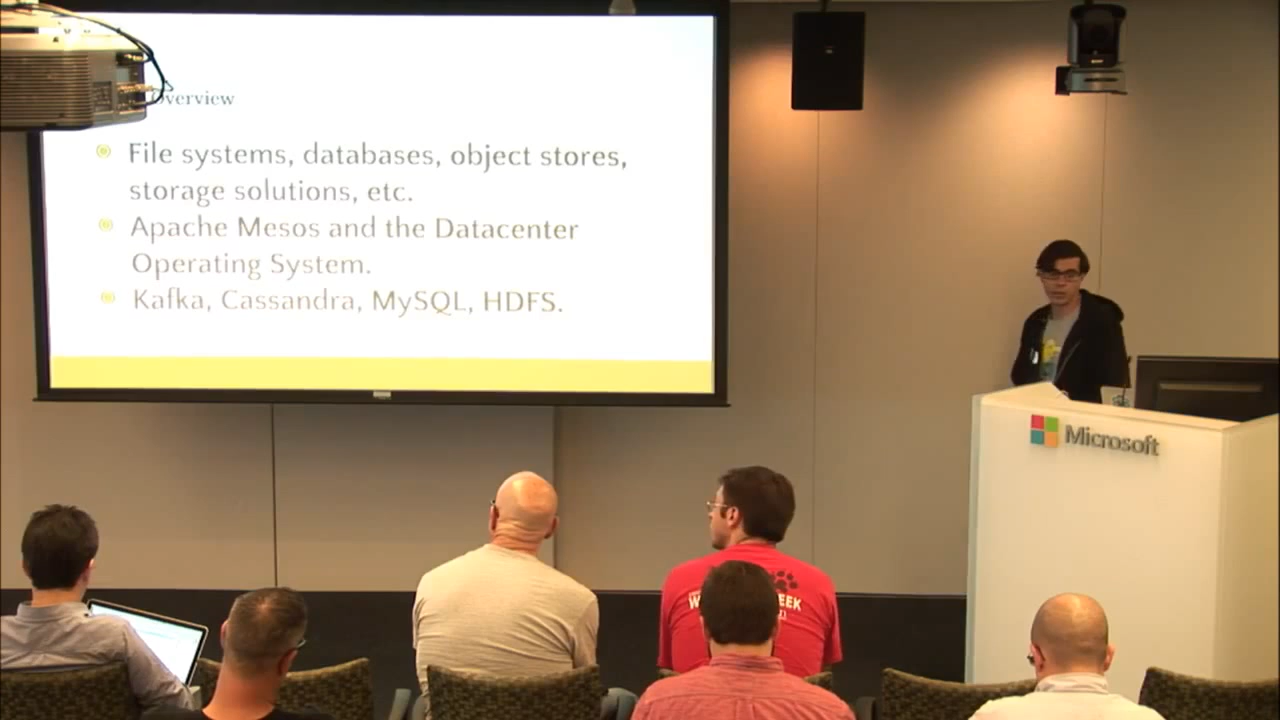 Overview
File systems, databases, object stores,
storage solutions, etc.
Apache Mesos and the Datacenter
Operating System.
Kafka, Cassandra, MySQL, HDFS.
Microsoft